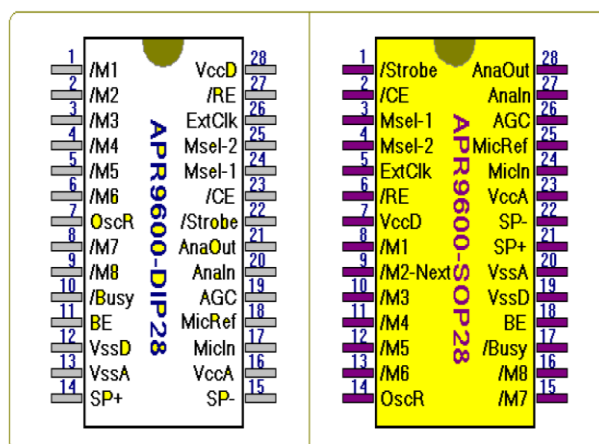 1 /M1 VccD 28
2 /M2 /RE 27
3 /M3 ExtClk 26
4 /M4 Msel-2 25
5 /M5 Msel-1 24
6 /M6 /CE 23
7 OscR /Strobe 22
8 /M7 AnaOut 21
9 /M8 AnaIn 20
10 /Busy AGC 19
11 BE MicRef 18
12 VssD MicIn 17
13 VssA VccA 16
14 SP+ SP- 15
APR9600-DIP28
1 /Strobe AnaOut 28
2 /CE AnaIn 27
3 Msel-1 AGC 26
4 Msel-2 MicRef 25
5 ExtClk MicIn 24
6 /RE VccA 23
7 VccD SP- 22
8 /M1 SP+ 21
9 /M2-Next VssA 20
10 /M3 VssD 19
11 /M4 BE 18
12 /M5 /Busy 17
13 /M6 /M8 16
14 OscR /M7 15
APR9600-SOP28